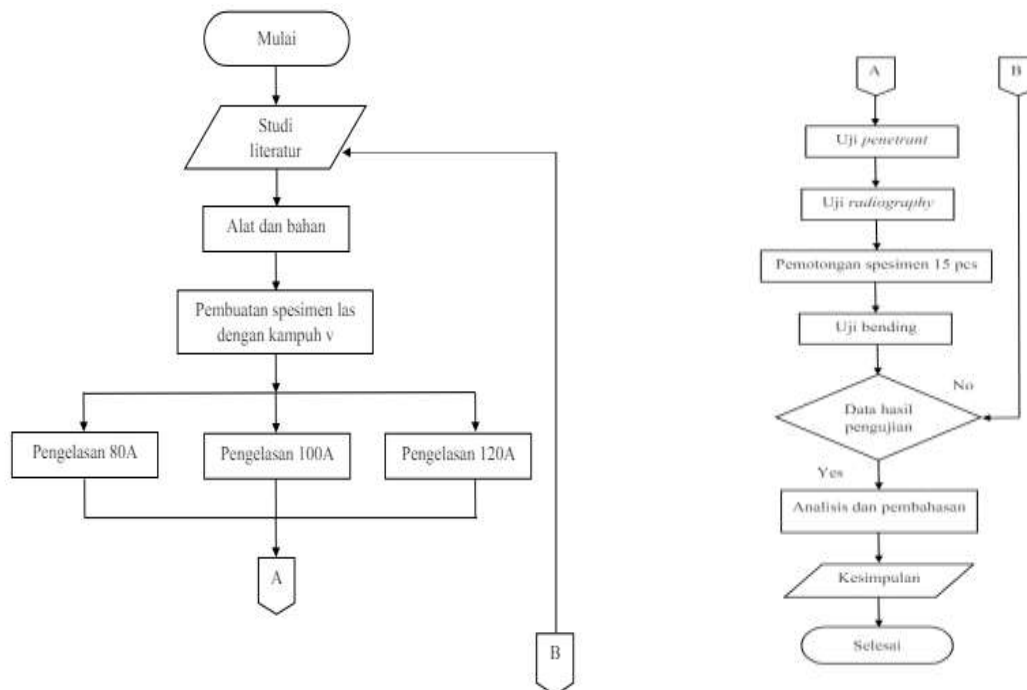 Mulai
Studi
literatur
Alat dan bahan
Pembuatan spesimen las
dengan kampuh v
Pengelasan 80A
Pengelasan 100A
Pengelasan 120A
A
B
A
B
Uji penetrant
Uji radiography
Pemotongan spesimen 15 pcs
Uji bending
No
Data hasil
pengujian
Yes
Analisis dan pembahasan
Kesimpulan
Selesai